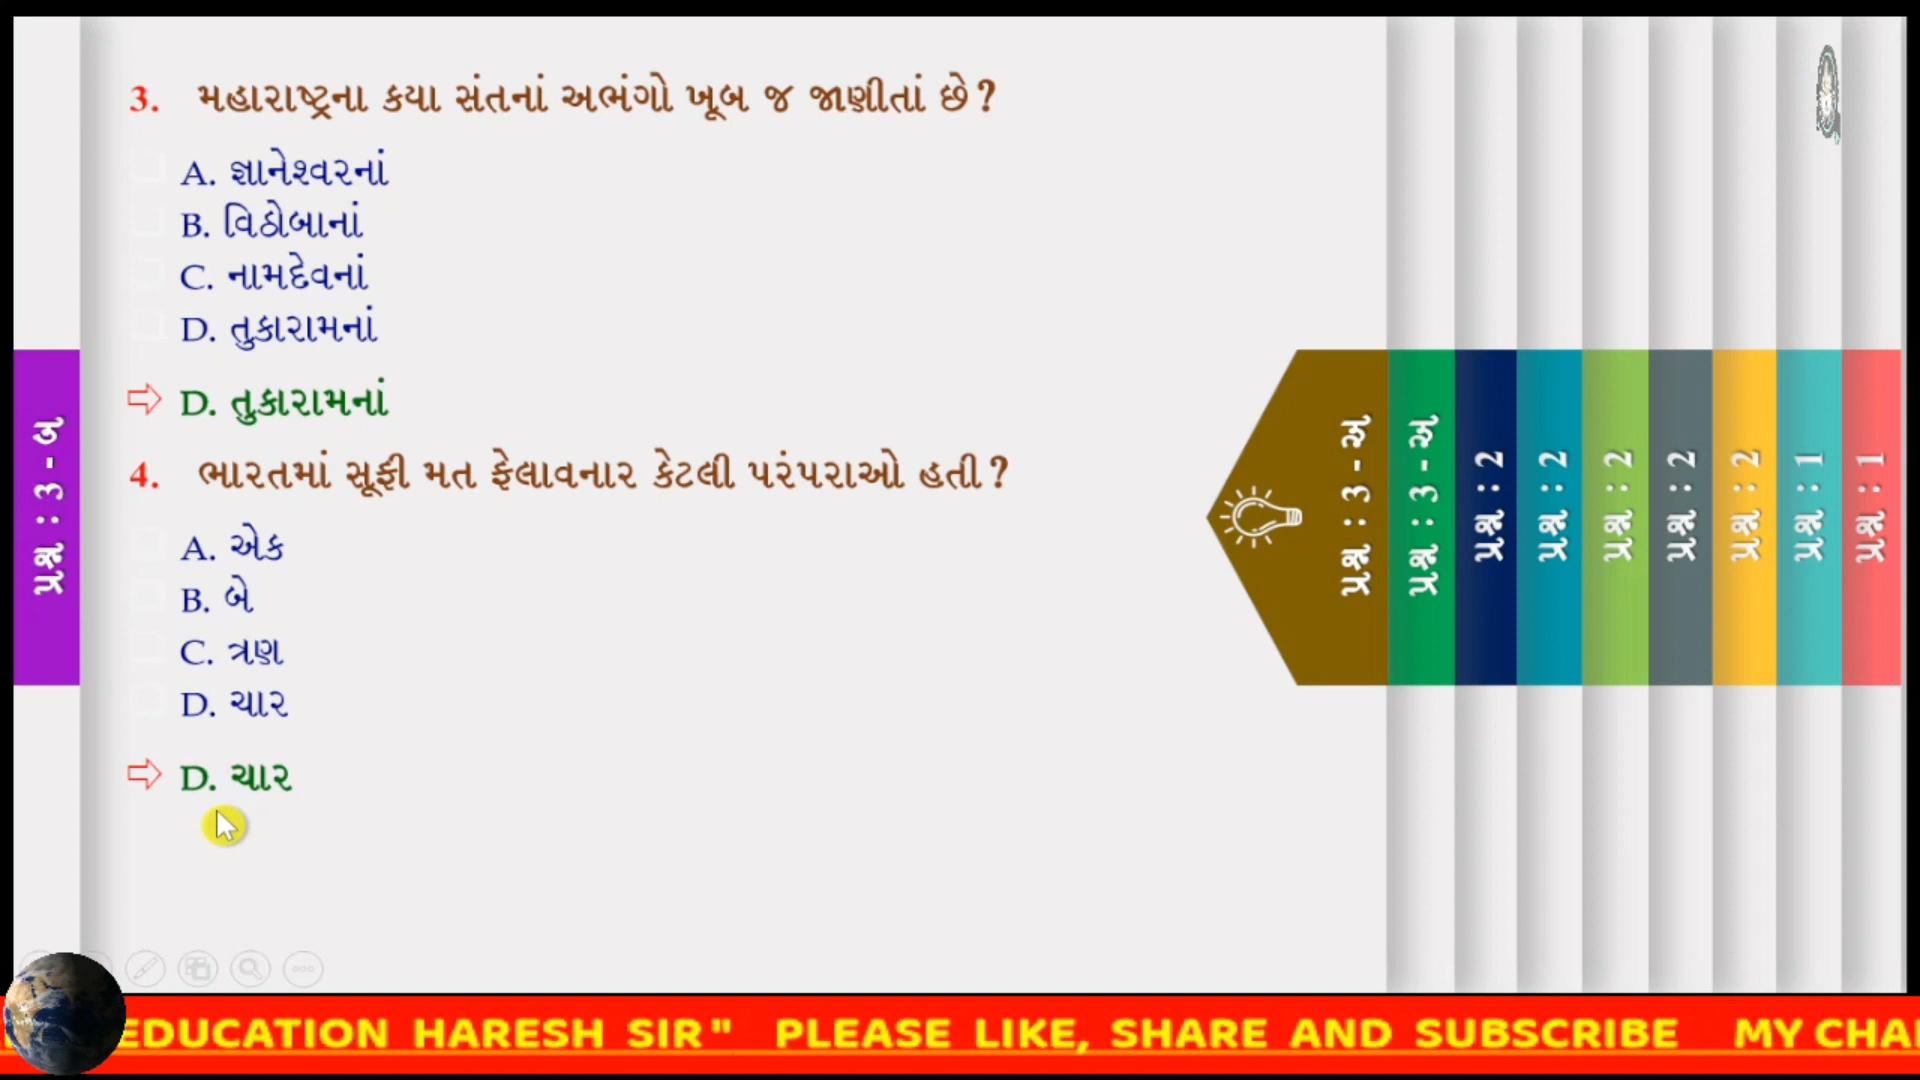 3. મહારાષ્ટ્રના કયા સંતનાં અભંગો ખૂબ જ જાણીતાં છે?
A. જ્ઞાનેશ્વરનાં
B. વિઠોબાનાં
C. નામદેવનાં
D. તુકારામનાં
⇨ D. તુકારામનાં
4. ભારતમાં સૂફી મત ફેલાવનાર કેટલી પરંપરાઓ હતી?
A. એક
B. બે
C. ત્રણ
D. ચાર
⇨ D. ચાર
પ્રશ્ન : 3 - બ
પ્રશ્ન : 3 - અ
પ્રશ્ન : 3 - અ
પ્રશ્ન : 2
પ્રશ્ન : 2
પ્રશ્ન : 2
પ્રશ્ન : 2
પ્રશ્ન : 2
પ્રશ્ન : 1
પ્રશ્ન : 1
EDUCATION HARESH SIR" PLEASE LIKE, SHARE AND SUBSCRIBE MY CHA